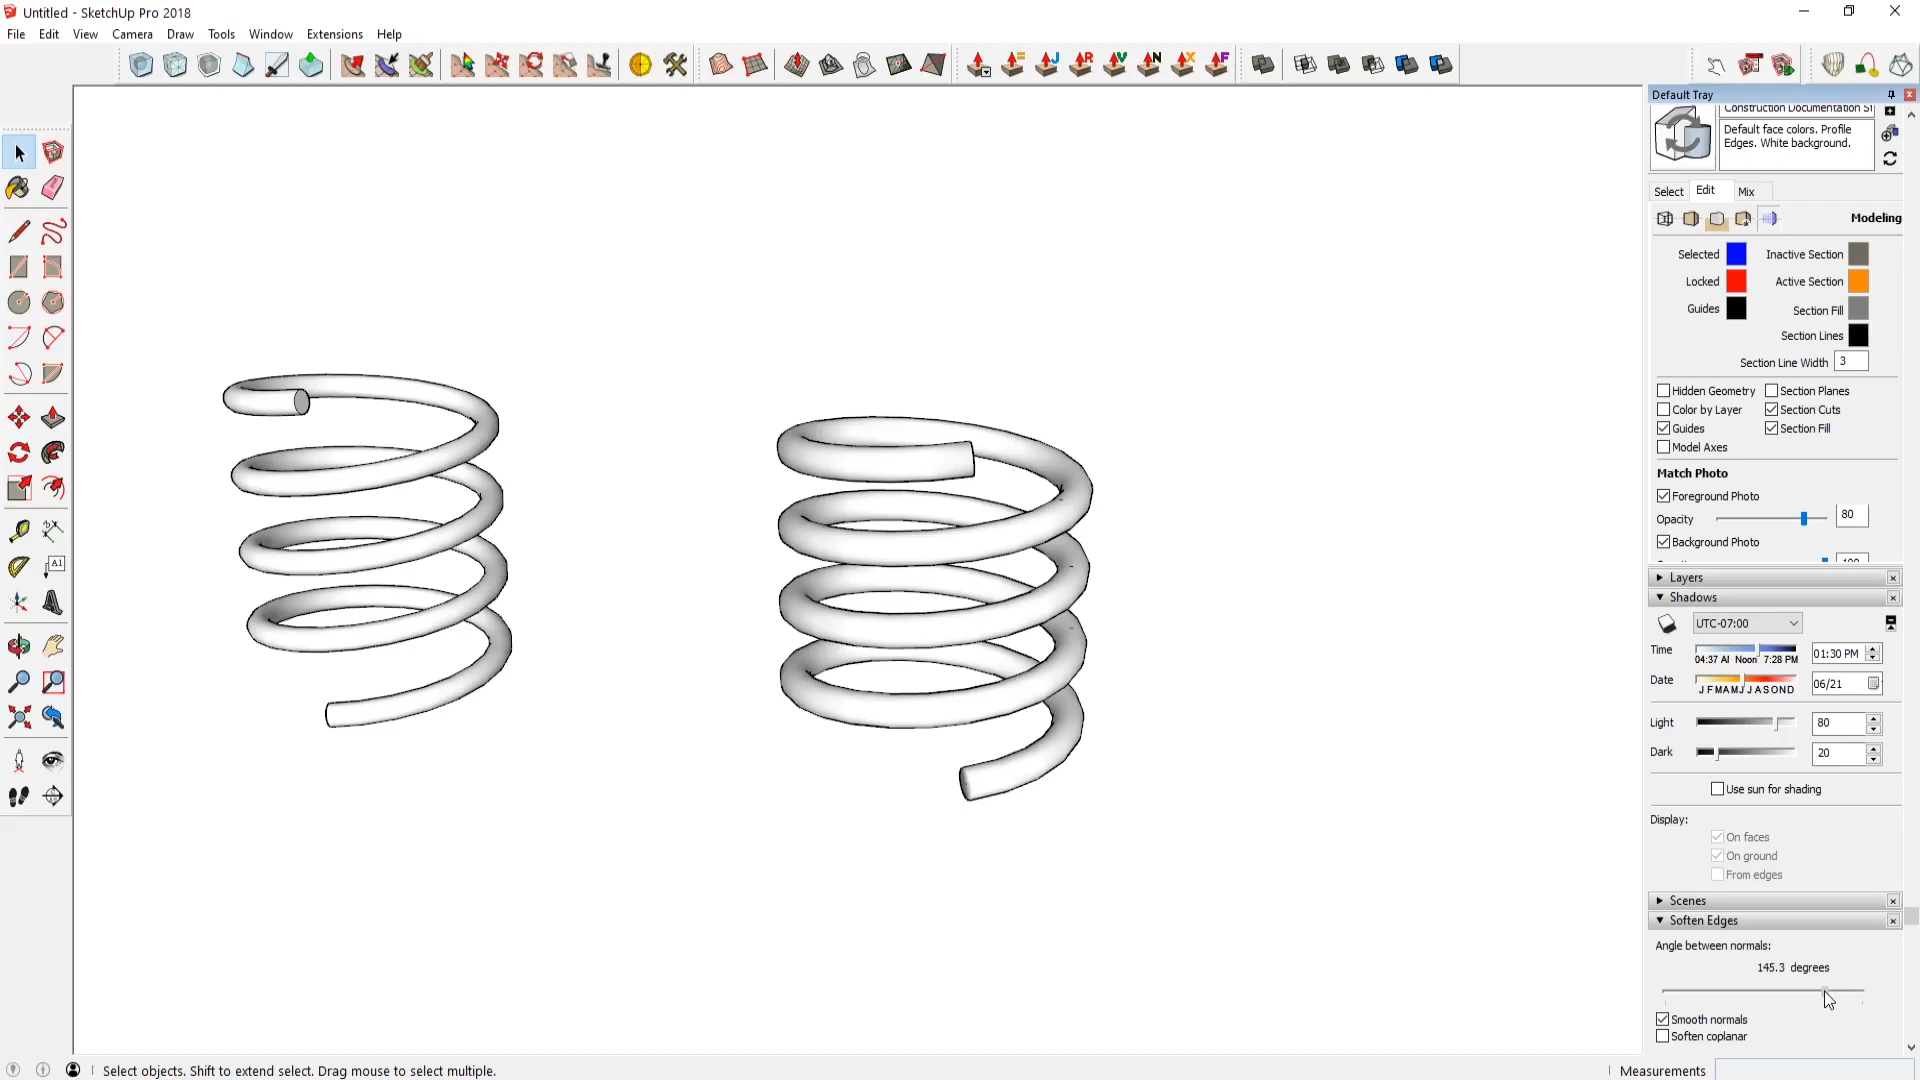 Untitled - SketchUp Pro 2018
File Edit View Camera Draw Tools Window Extensions Help
= J R V N X F
Default Tray
Construction Documentation St
Default face colors. Profile
Edges. White background.
Select Edit Mix
Modeling
Selected Inactive Section
Locked Active Section
Guides Section Fill
Section Lines
Section Line Width 3
Hidden Geometry Section Planes
Color by Layer Section Cuts
Guides Section Fill
Model Axes
Match Photo
Foreground Photo
Opacity 80
Background Photo
Layers
Shadows
UTC-07:00
Time 04:37 AM Noon 7:28 PM 01:30 PM
Date J F M A M J J A S O N D 06/21
Light 80
Dark 20
Use sun for shading
Display:
On faces
On ground
From edges
Scenes
Soften Edges
Angle between normals:
145.3 degrees
Smooth normals
Soften coplanar
A1
Select objects. Shift to extend select. Drag mouse to select multiple.
Measurements